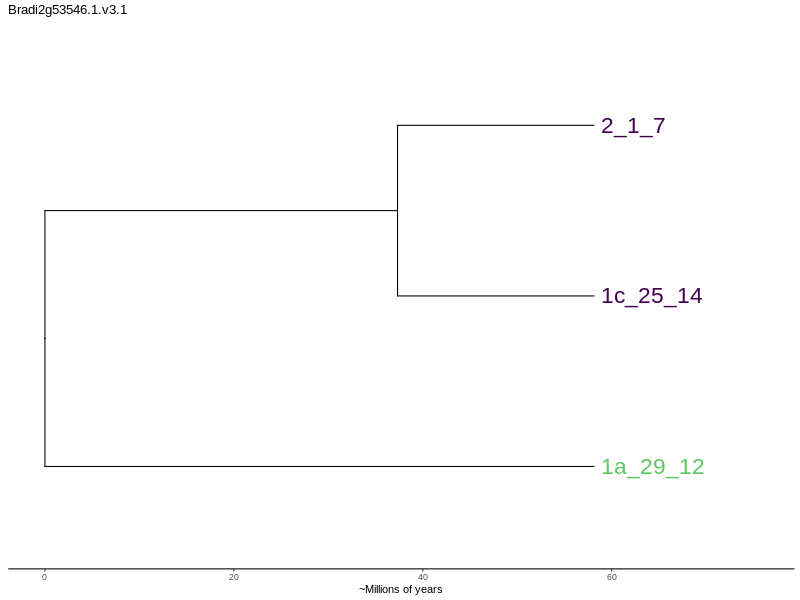 Bradi2g53546.1.v3.1
2_1_7
1c_25_14
1a_29_12
0 20 40 60
~Millions of years